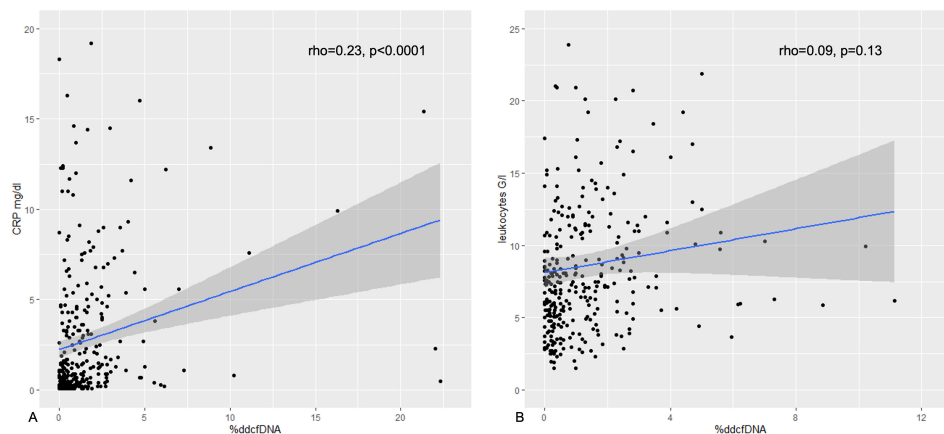 rho=0.23, p<0.0001
20
15
10
5
0
CRP mg/dl
0 5 10 15 20
%ddcfDNA
A
rho=0.09, p=0.13
25
20
15
10
5
0
leukocytes G/l
0 4 8 12
%ddcfDNA
B